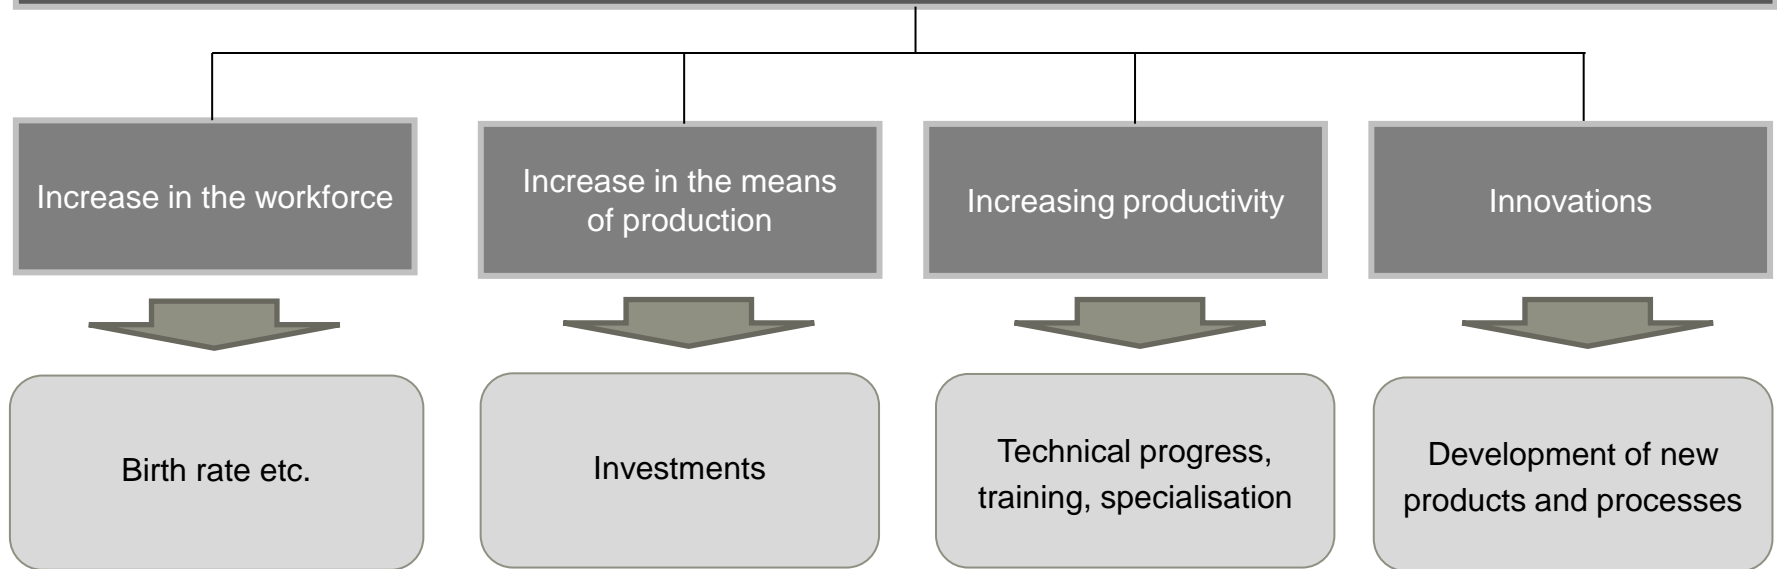 Increase in the workforce
Increase in the means
of production
Increasing productivity
Innovations
Birth rate etc.
Investments
Technical progress,
training, specialisation
Development of new
products and processes